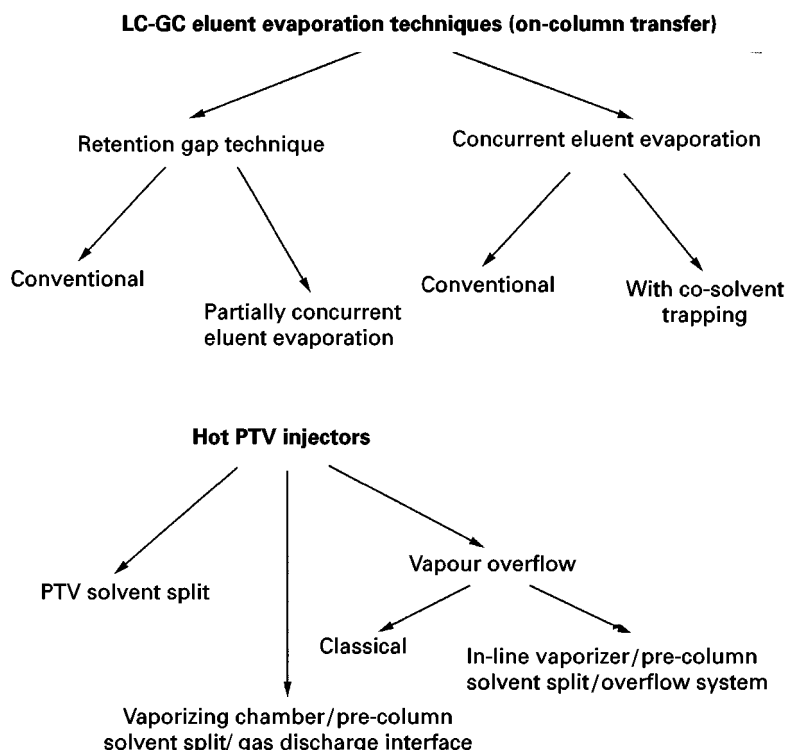 LC-GC eluent evaporation techniques (on-column transfer)
Retention gap technique
Concurrent eluent evaporation
Conventional
Partially concurrent
eluent evaporation
Conventional
With co-solvent
trapping
Hot PTV injectors
PTV solvent split
Vapour overflow
Classical
In-line vaporizer/pre-column
solvent split/overflow system
Vaporizing chamber/pre-column
solvent split/ gas discharge interface